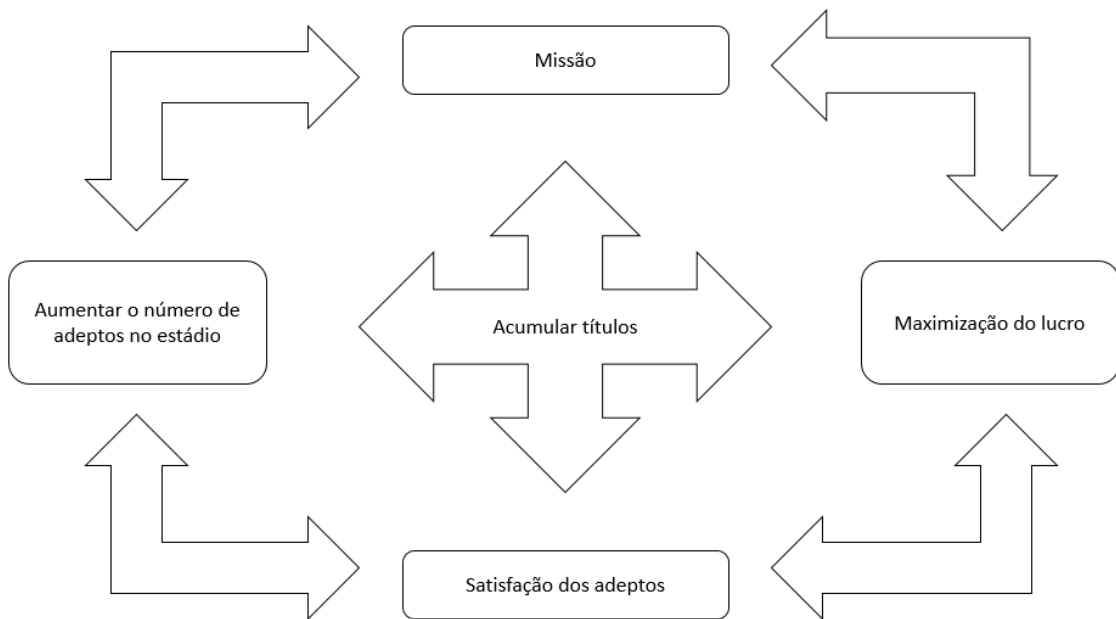 Missão
Aumentar o número de
adeptos no estádio
Acumular títulos
Maximização do lucro
Satisfação dos adeptos